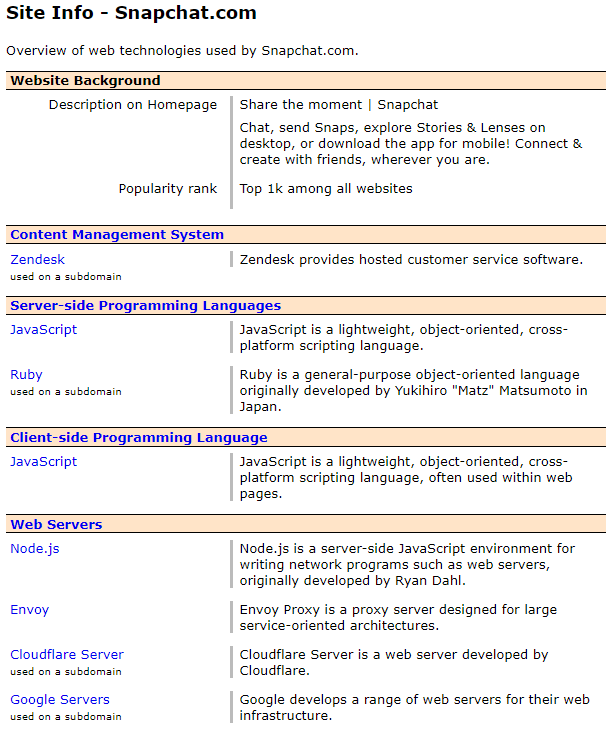 Site Info - Snapchat.com
Overview of web technologies used by Snapchat.com.
Website Background
Description on Homepage
Share the moment | Snapchat
Chat, send Snaps, explore Stories & Lenses on
desktop, or download the app for mobile! Connect &
create with friends, wherever you are.
Popularity rank
Top 1k among all websites
Content Management System
Zendesk
used on a subdomain
Zendesk provides hosted customer service software.
Server-side Programming Languages
JavaScript
JavaScript is a lightweight, object-oriented, cross-
platform scripting language.
Ruby
used on a subdomain
Ruby is a general-purpose object-oriented language
originally developed by Yukihiro "Matz" Matsumoto in
Japan.
Client-side Programming Language
JavaScript
JavaScript is a lightweight, object-oriented, cross-
platform scripting language, often used within web
pages.
Web Servers
Node.js
Node.js is a server-side JavaScript environment for
writing network programs such as web servers,
originally developed by Ryan Dahl.
Envoy
Envoy Proxy is a proxy server designed for large
service-oriented architectures.
Cloudflare Server
used on a subdomain
Cloudflare Server is a web server developed by
Cloudflare.
Google Servers
used on a subdomain
Google develops a range of web servers for their web
infrastructure.